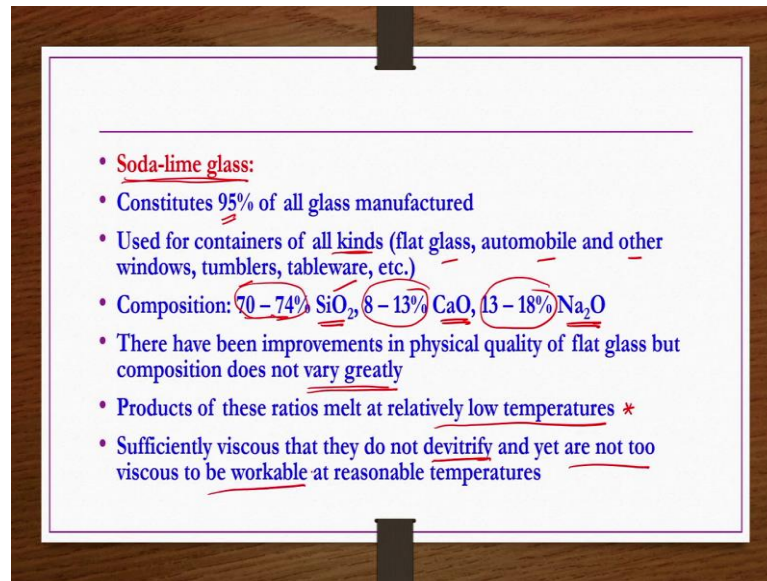 • Soda-lime glass:
• Constitutes 95% of all glass manufactured
• Used for containers of all kinds (flat glass, automobile and other
windows, tumblers, tableware, etc.)
• Composition: 70 – 74% SiO₂, 8 – 13% CaO, 13 – 18% Na₂O
• There have been improvements in physical quality of flat glass but
composition does not vary greatly
• Products of these ratios melt at relatively low temperatures *
• Sufficiently viscous that they do not devitrify and yet are not too
viscous to be workable at reasonable temperatures